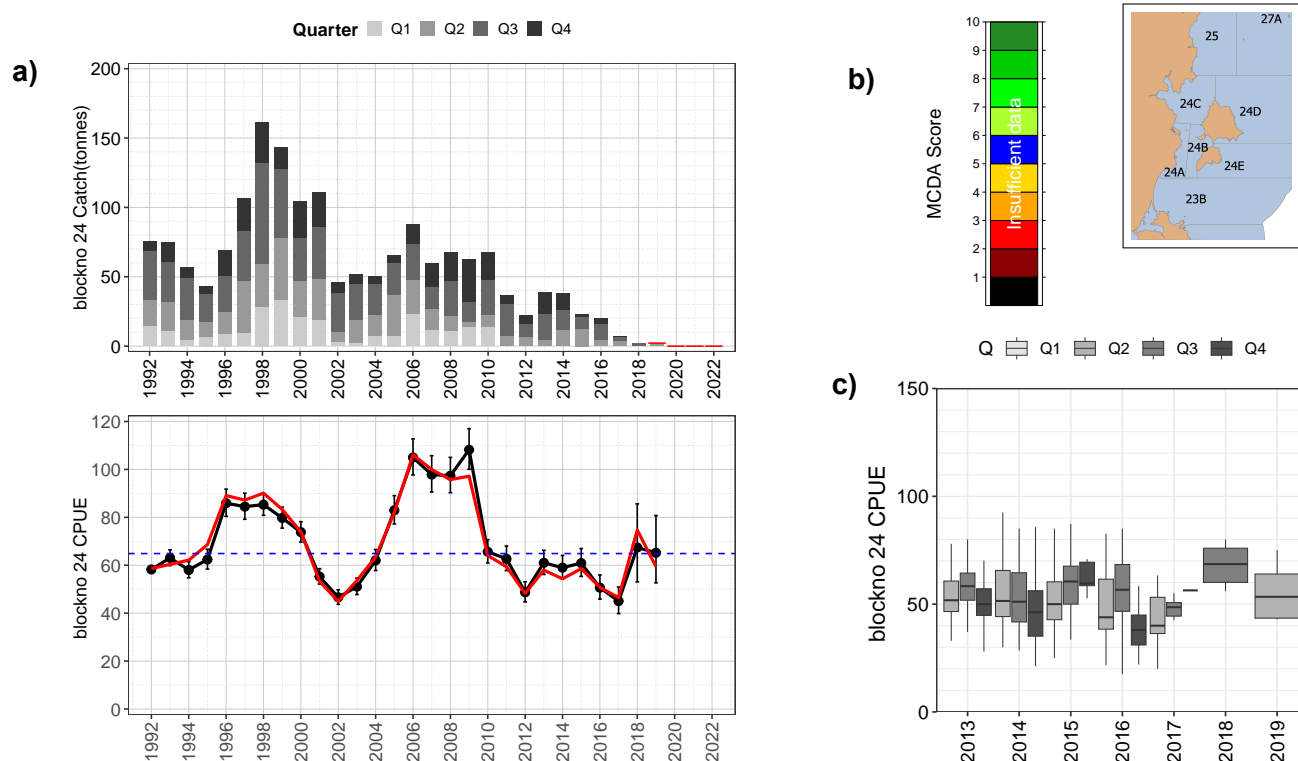 Quarter Q1 Q2 Q3 Q4
a)
blockno 24 Catch(tonnes)
200
150
100
50
0
1992 1994 1996 1998 2000 2002 2004 2006 2008 2010 2012 2014 2016 2018 2020 2022
blockno 24 CPUE
120
100
80
60
40
20
0
1992 1994 1996 1998 2000 2002 2004 2006 2008 2010 2012 2014 2016 2018 2020 2022
b)
MCDA Score
10
9
8
7
6
5
4
3
2
1
Insufficient data
27A
25
24C
24D
24B
24E
24A
23B
Q Q1 Q2 Q3 Q4
c)
blockno 24 CPUE
150
100
50
0
2013 2014 2015 2016 2017 2018 2019